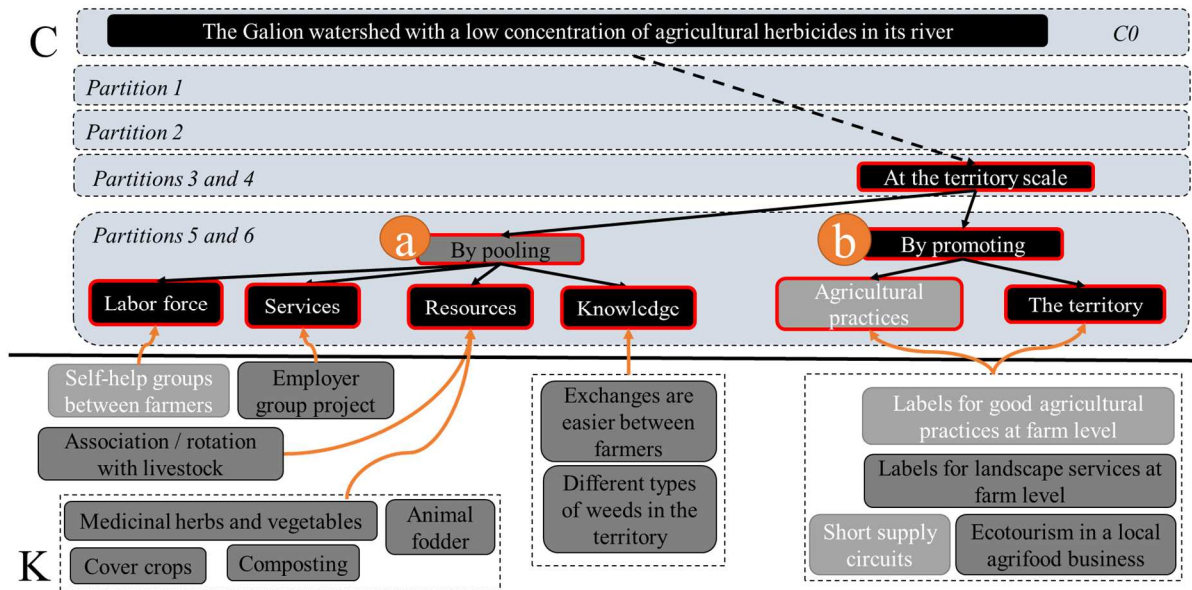 C
The Galion watershed with a low concentration of agricultural herbicides in its river
C0
Partition 1
Partition 2
Partitions 3 and 4
At the territory scale
Partitions 5 and 6
a
By pooling
b
By promoting
Labor force
Services
Resources
Knowledge
Agricultural
practices
The territory
Self-help groups
between farmers
Employer
group project
Association / rotation
with livestock
Medicinal herbs and vegetables
Animal
fodder
Cover crops
Composting
Exchanges are
easier between
farmers
Different types
of weeds in the
territory
Labels for good agricultural
practices at farm level
Labels for landscape services at
farm level
Short supply
circuits
Ecotourism in a local
agrifood business
K